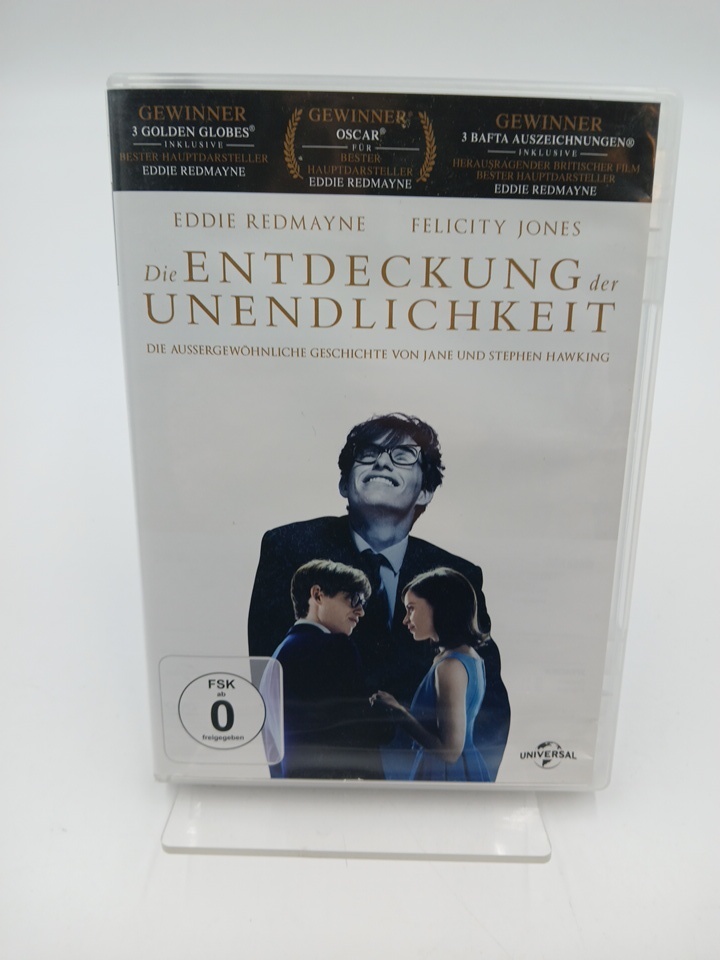 GEWINNER
3 GOLDEN GLOBES®
INKLUSIVE
BESTER HAUPTDARSTELLER
EDDIE REDMAYNE
GEWINNER
OSCAR®
FÜR
BESTER
HAUPTDARSTELLER
EDDIE REDMAYNE
GEWINNER
3 BAFTA AUSZEICHNUNGEN®
INKLUSIVE
HERAUSRAGENDER BRITISCHER FILM
BESTER HAUPTDARSTELLER
EDDIE REDMAYNE
EDDIE REDMAYNE FELICITY JONES
Die ENTDECKUNG der
UNENDLICHKEIT
DIE AUSSERGEWÖHNLICHE GESCHICHTE VON JANE UND STEPHEN HAWKING
FSK
ab
0
freigegeben
UNIVERSAL